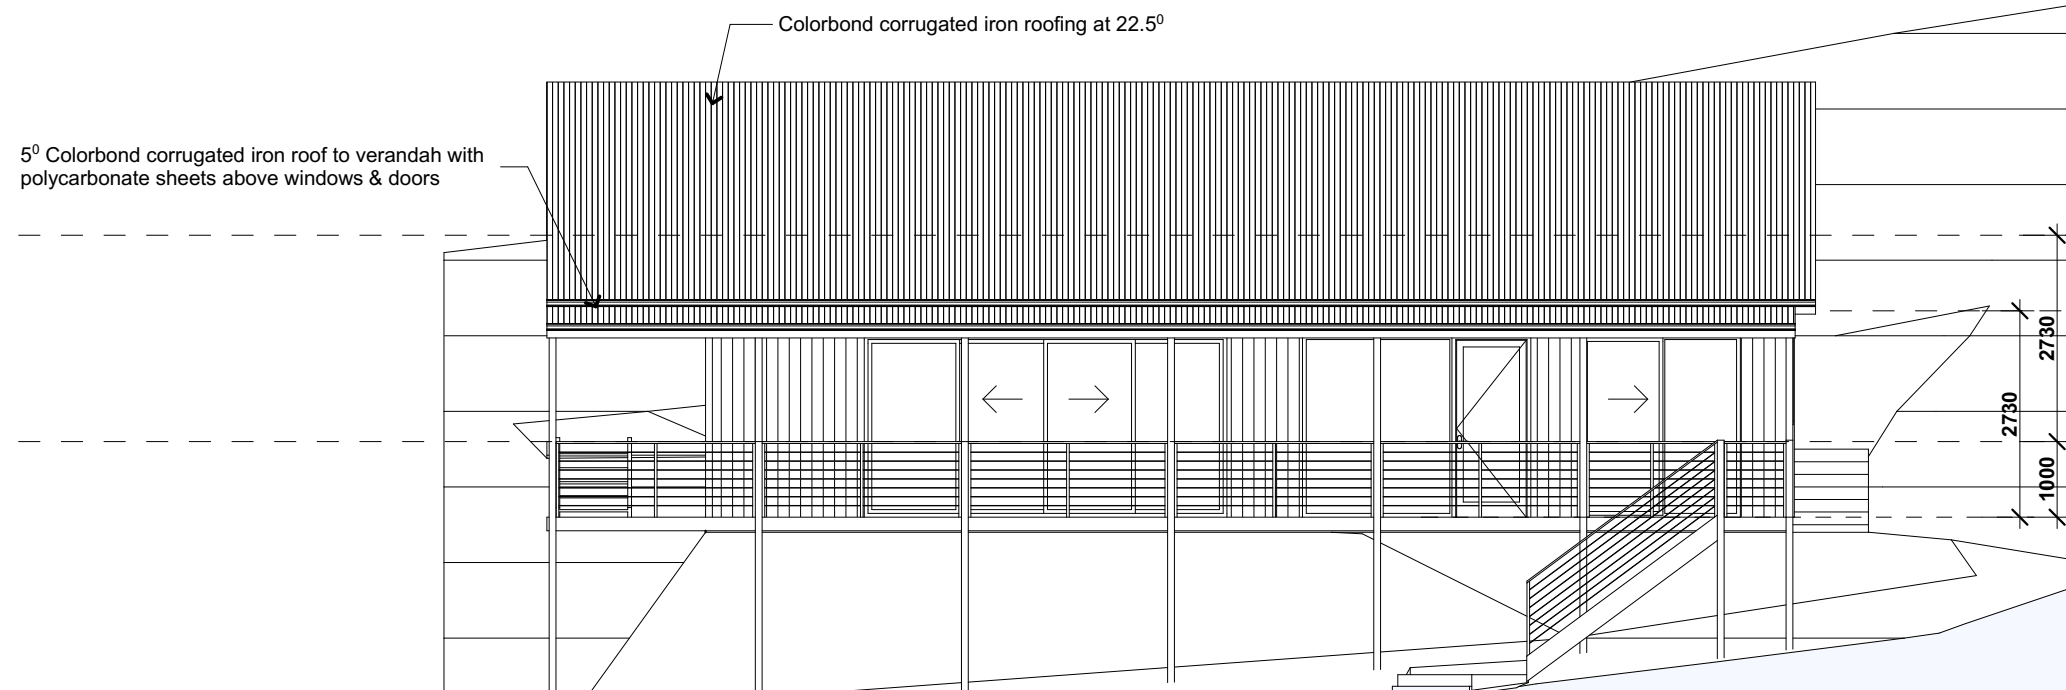 Colorbond corrugated iron roofing at 22.5⁰
5⁰ Colorbond corrugated iron roof to verandah with
polycarbonate sheets above windows & doors
2730
2730
1000